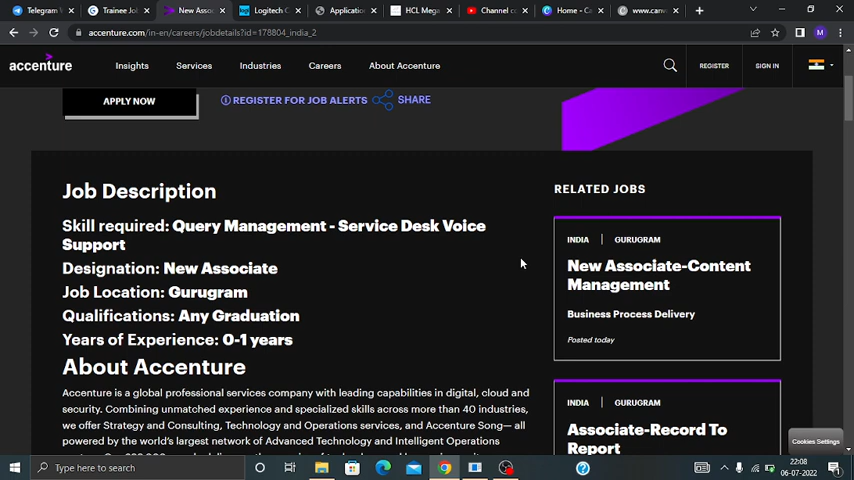 Telegram W
Trainee Jol
New Assoc
Logitech G
Applicatio
HCL Mega
Channel co
Home - Ca
www.canv
accenture.com/in-en/careers/jobdetails?id=178804_india_2
M
accenture
Insights
Services
Industries
Careers
About Accenture
REGISTER
SIGN IN
APPLY NOW
REGISTER FOR JOB ALERTS
SHARE
Job Description
Skill required: Query Management - Service Desk Voice
Support
Designation: New Associate
Job Location: Gurugram
Qualifications: Any Graduation
Years of Experience: 0-1 years
About Accenture
Accenture is a global professional services company with leading capabilities in digital, cloud and
security. Combining unmatched experience and specialized skills across more than 40 industries,
we offer Strategy and Consulting, Technology and Operations services, and Accenture Song— all
powered by the world's largest network of Advanced Technology and Intelligent Operations
RELATED JOBS
INDIA | GURUGRAM
New Associate-Content
Management
Business Process Delivery
Posted today
INDIA | GURUGRAM
Associate-Record To
Report
Cookies Settings
Type here to search
22:08
06-07-2022